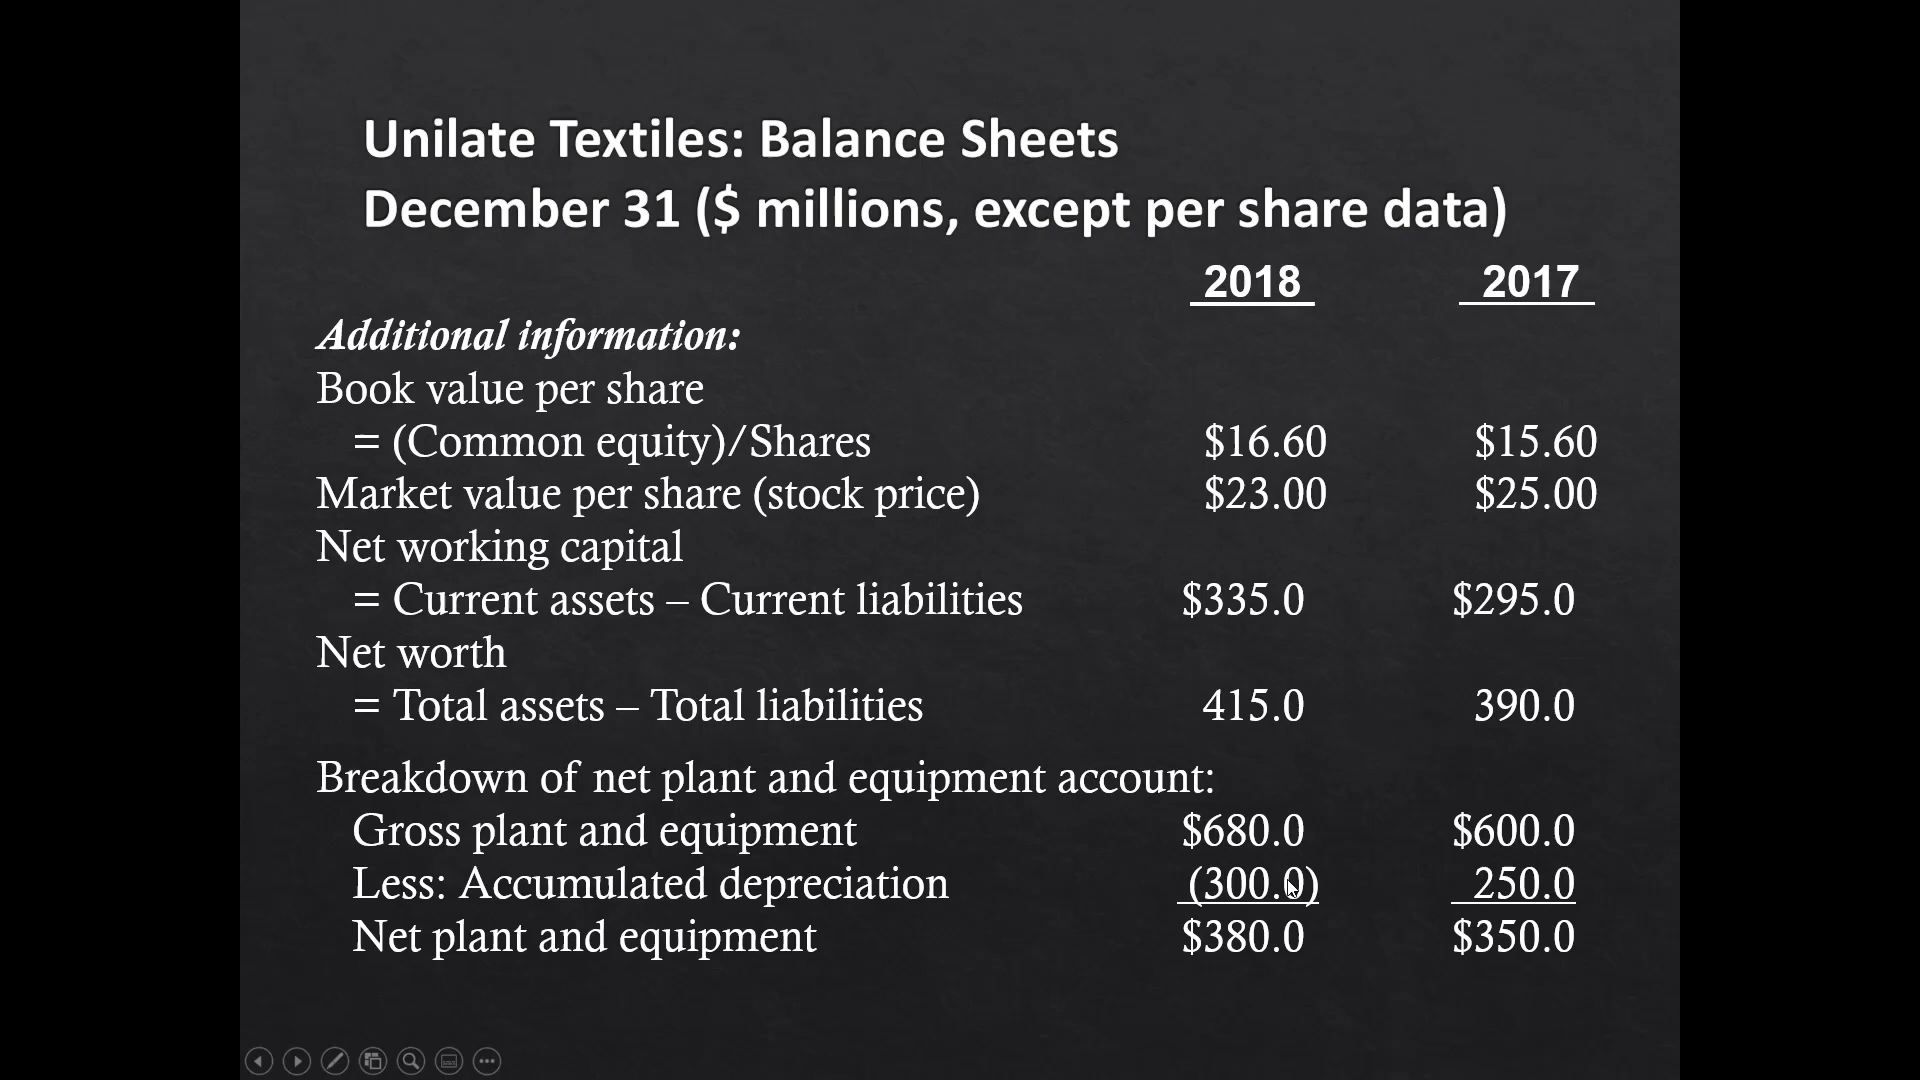 Unilate Textiles: Balance Sheets
December 31 ($ millions, except per share data)
2018 2017
Additional information:
Book value per share
= (Common equity)/Shares $16.60 $15.60
Market value per share (stock price) $23.00 $25.00
Net working capital
= Current assets – Current liabilities $335.0 $295.0
Net worth
= Total assets – Total liabilities 415.0 390.0
Breakdown of net plant and equipment account:
Gross plant and equipment $680.0 $600.0
Less: Accumulated depreciation (300.0) 250.0
Net plant and equipment $380.0 $350.0